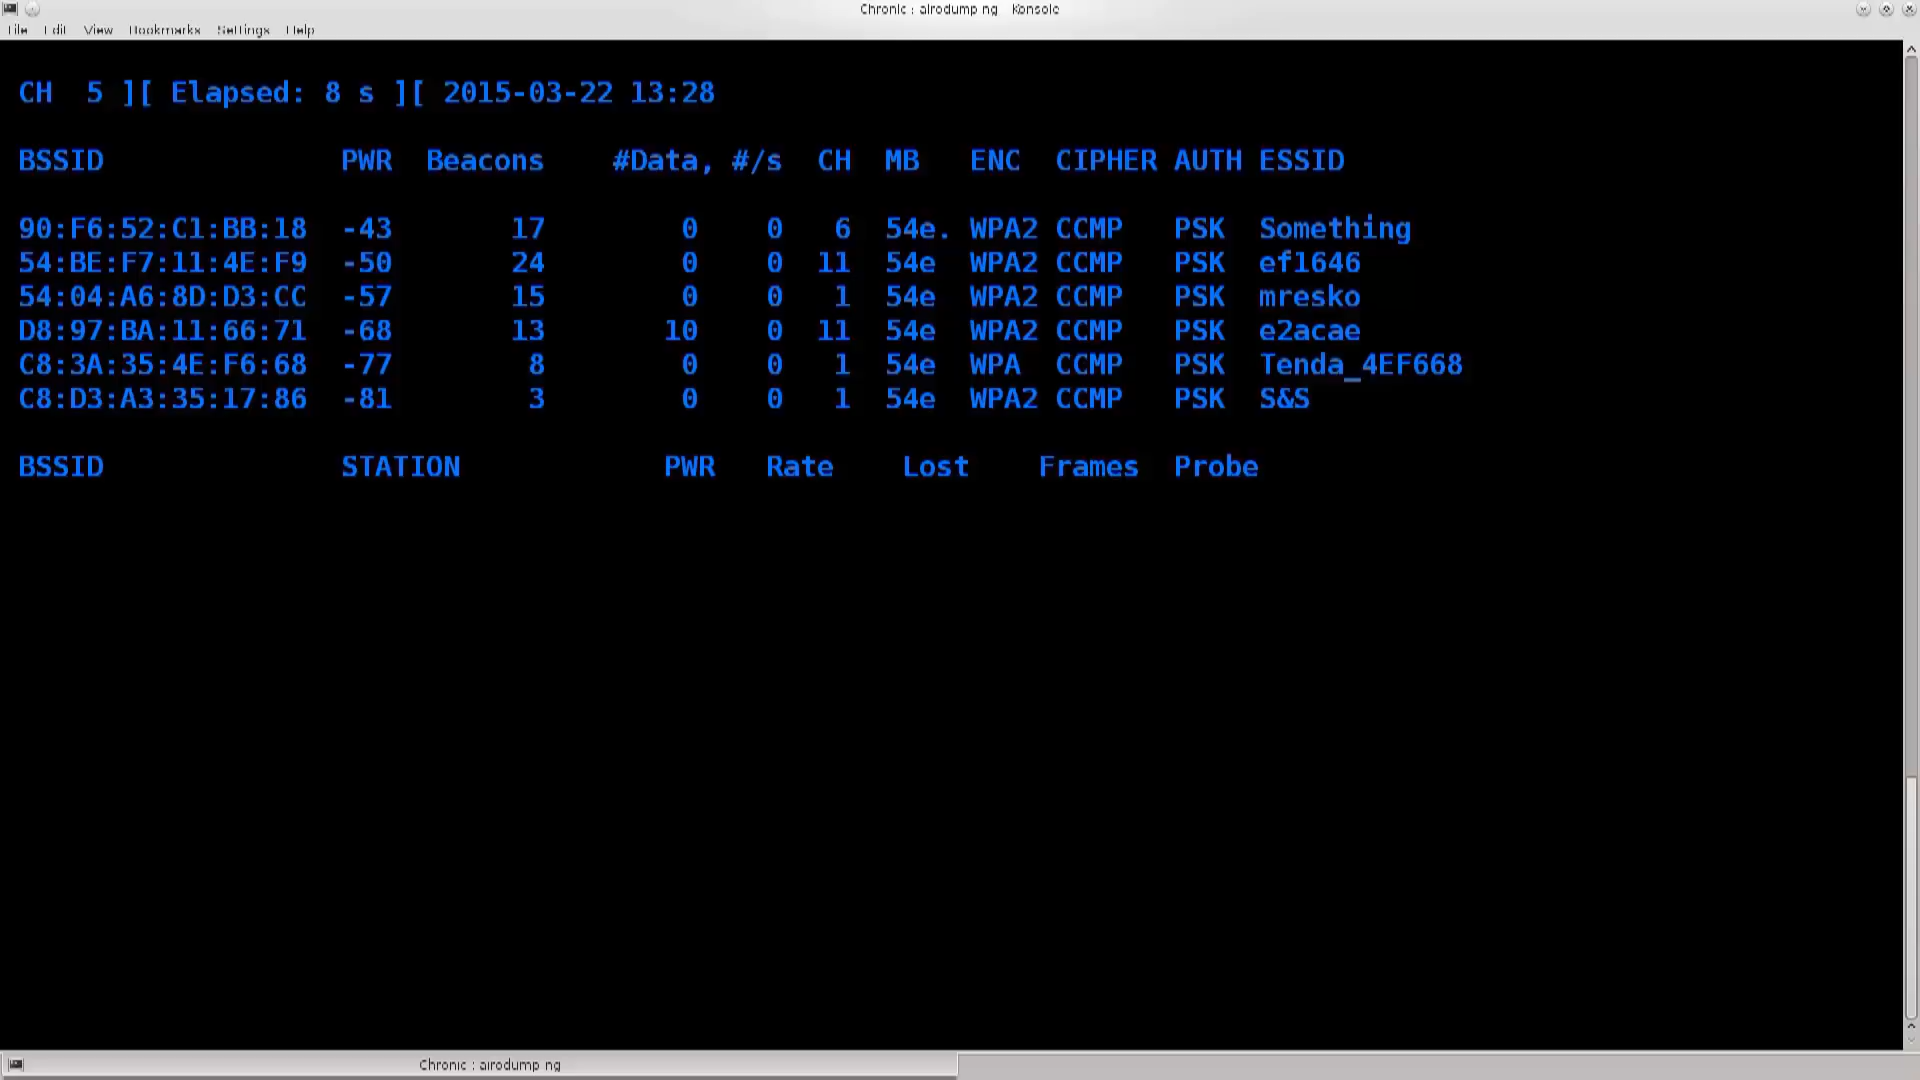 Chronic : airodump ng Konsole
File Edit View Bookmarks Settings Help
CH 5 ][ Elapsed: 8 s ][ 2015-03-22 13:28
BSSID PWR Beacons #Data, #/s CH MB ENC CIPHER AUTH ESSID
90:F6:52:C1:BB:18 -43 17 0 0 6 54e. WPA2 CCMP PSK Something
54:BE:F7:11:4E:F9 -50 24 0 0 11 54e WPA2 CCMP PSK ef1646
54:04:A6:8D:D3:CC -57 15 0 0 1 54e WPA2 CCMP PSK mresko
D8:97:BA:11:66:71 -68 13 10 0 11 54e WPA2 CCMP PSK e2acae
C8:3A:35:4E:F6:68 -77 8 0 0 1 54e WPA CCMP PSK Tenda_4EF668
C8:D3:A3:35:17:86 -81 3 0 0 1 54e WPA2 CCMP PSK S&S
BSSID STATION PWR Rate Lost Frames Probe
Chronic : airodump ng